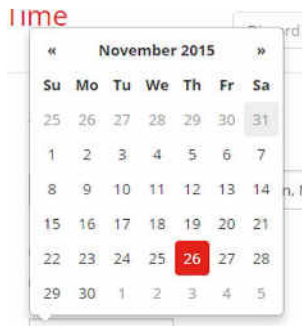 Time
« November 2015 »
Su Mo Tu We Th Fr Sa
25 26 27 28 29 30 31
1 2 3 4 5 6 7
8 9 10 11 12 13 14
15 16 17 18 19 20 21
22 23 24 25 26 27 28
29 30 1 2 3 4 5